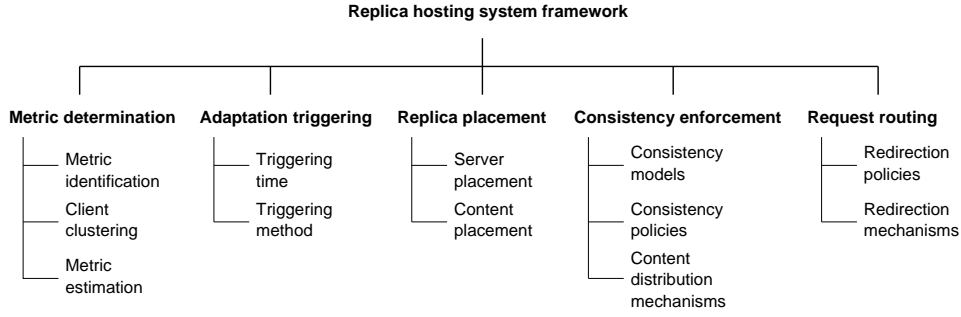 Replica hosting system framework
Metric determination
Adaptation triggering
Replica placement
Consistency enforcement
Request routing
Metric
identification
Client
clustering
Metric
estimation
Triggering
time
Triggering
method
Server
placement
Content
placement
Consistency
models
Consistency
policies
Content
distribution
mechanisms
Redirection
policies
Redirection
mechanisms